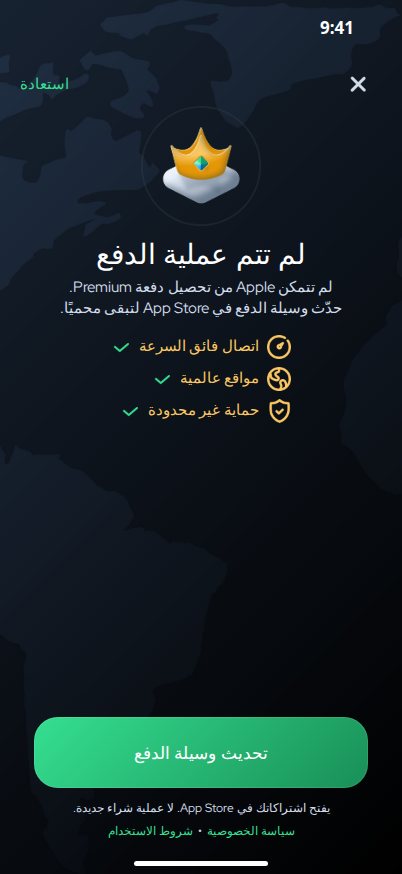 9:41
استعادة
لم تتم عملية الدفع
لم تتمكن Apple من تحصيل دفعة Premium.
حدّث وسيلة الدفع في App Store لتبقى محميًا.
اتصال فائق السرعة
مواقع عالمية
حماية غير محدودة
تحديث وسيلة الدفع
يفتح اشتراكاتك في App Store. لا عملية شراء جديدة.
سياسة الخصوصية • شروط الاستخدام